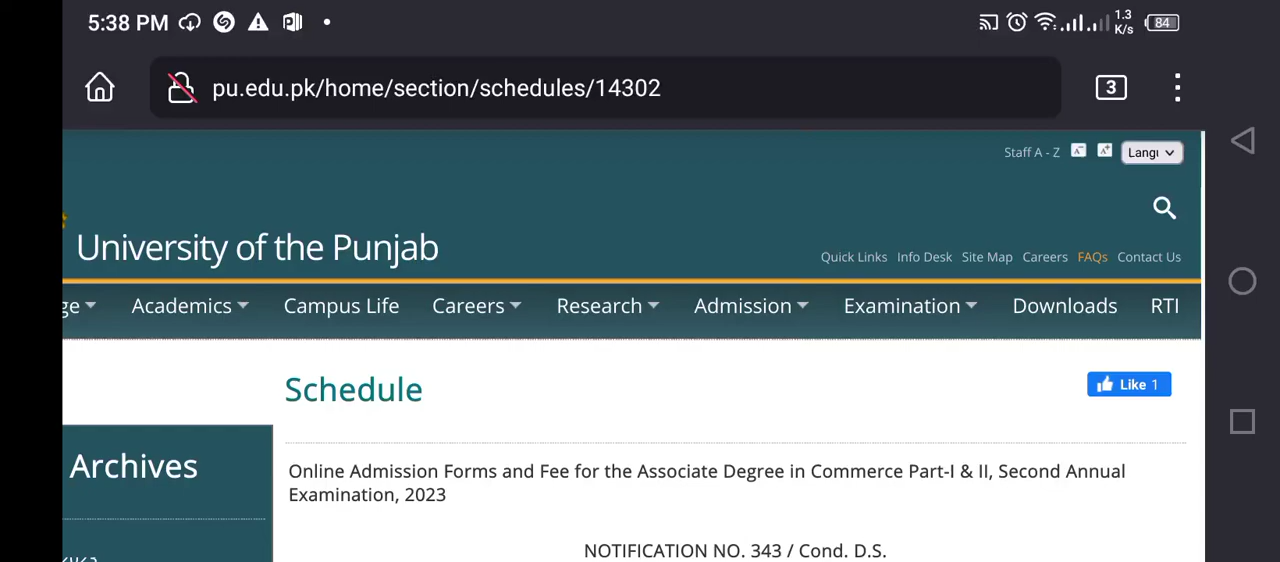 5:38 PM
1.3
K/s
84
pu.edu.pk/home/section/schedules/14302
3
Staff A - Z
A-
A+
Langu
University of the Punjab
Quick Links Info Desk Site Map Careers FAQs Contact Us
ge Academics Campus Life Careers Research Admission Examination Downloads RTI
Schedule
Like 1
Archives
Online Admission Forms and Fee for the Associate Degree in Commerce Part-I & II, Second Annual
Examination, 2023
NOTIFICATION NO. 343 / Cond. D.S.